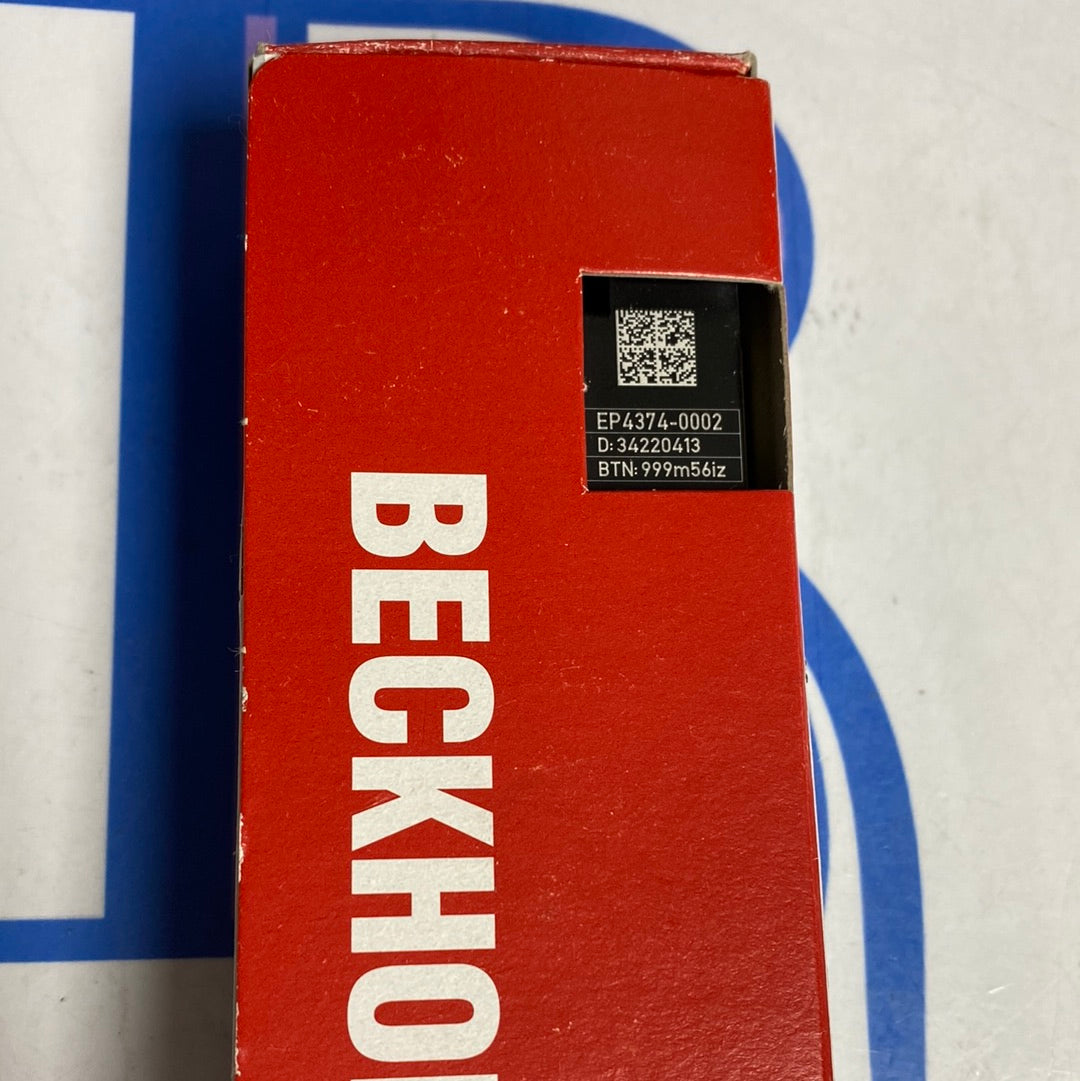 EP4374-0002
D: 34220413
BTN: 999m56iz
BECKHO